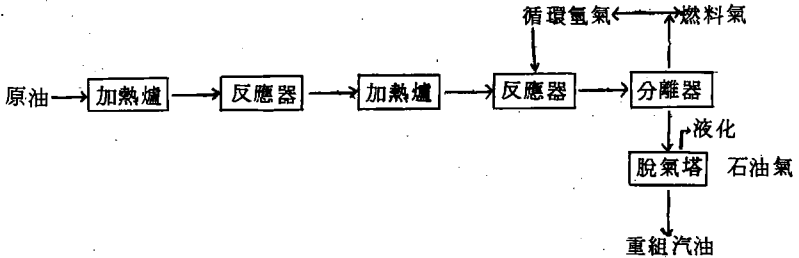 循環氫氣 燃料氣
原油 加熱爐 反應器 加熱爐 反應器 分離器
液化
脫氣塔 石油氣
重組汽油